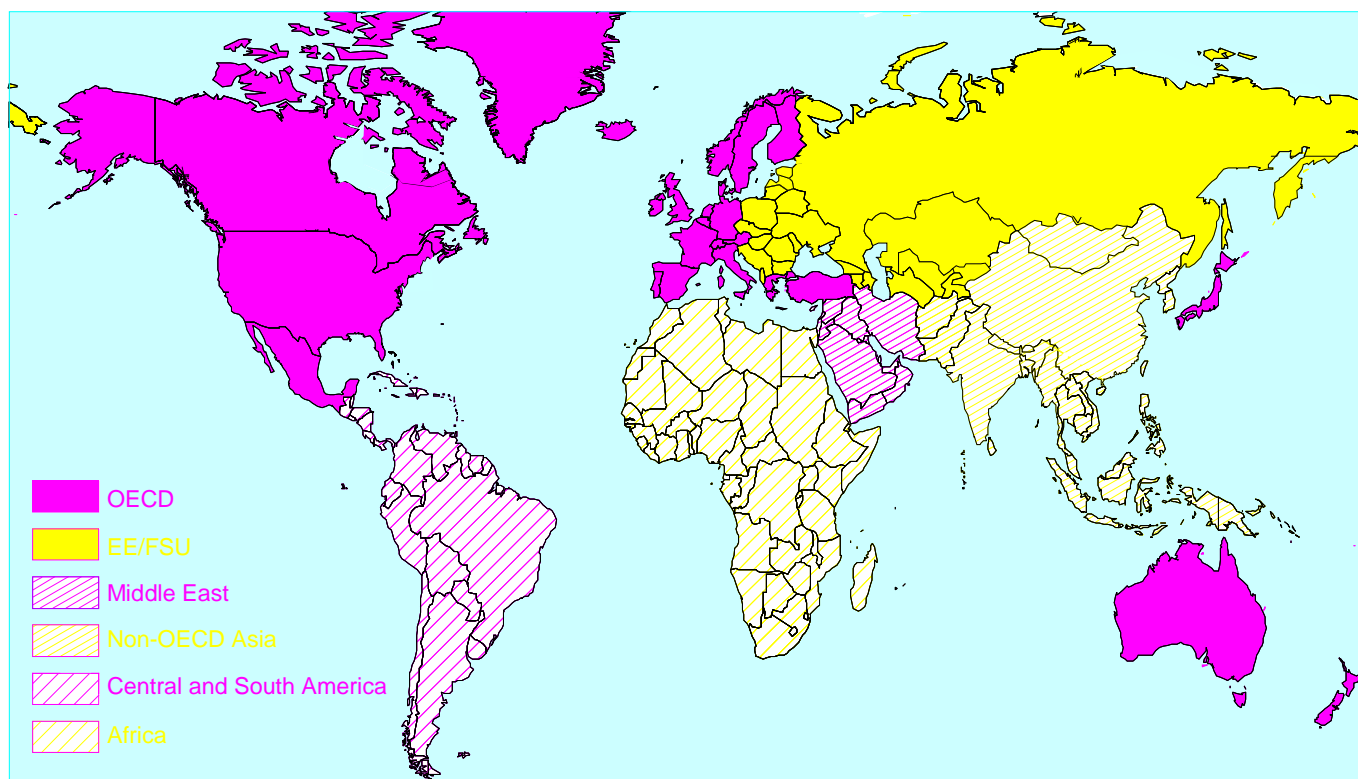 OECD
EE/FSU
Middle East
Non-OECD Asia
Central and South America
Africa